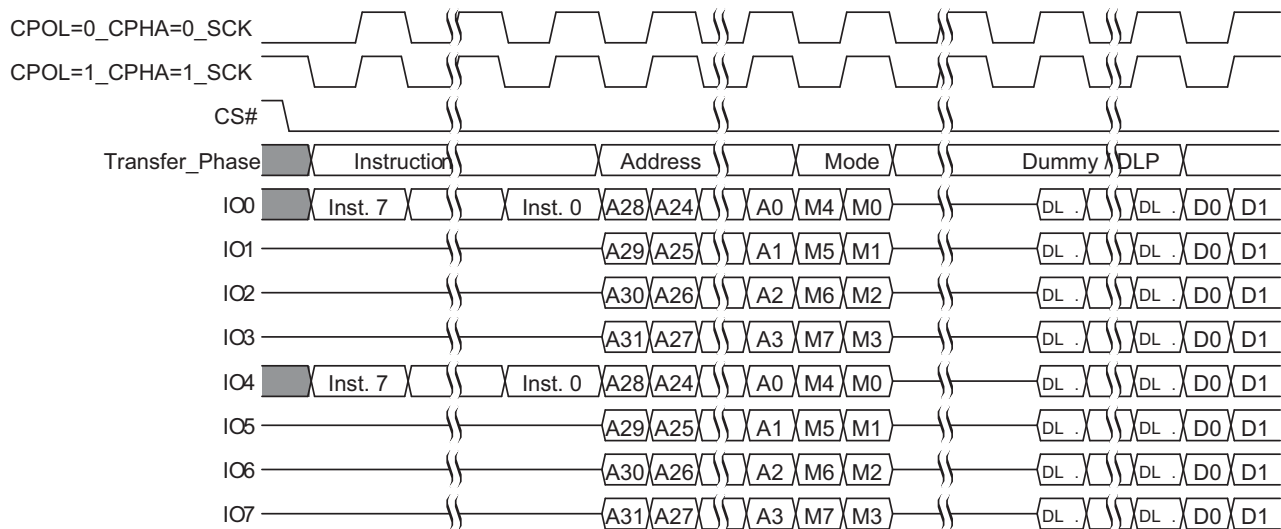 CPOL=0_CPHA=0_SCK
CPOL=1_CPHA=1_SCK
CS#
Transfer_Phase Instruction Address Mode Dummy / DLP
IO0 Inst. 7 Inst. 0 A28 A24 A0 M4 M0 DL . DL . D0 D1
IO1 A29 A25 A1 M5 M1 DL . DL . D0 D1
IO2 A30 A26 A2 M6 M2 DL . DL . D0 D1
IO3 A31 A27 A3 M7 M3 DL . DL . D0 D1
IO4 Inst. 7 Inst. 0 A28 A24 A0 M4 M0 DL . DL . D0 D1
IO5 A29 A25 A1 M5 M1 DL . DL . D0 D1
IO6 A30 A26 A2 M6 M2 DL . DL . D0 D1
IO7 A31 A27 A3 M7 M3 DL . DL . D0 D1